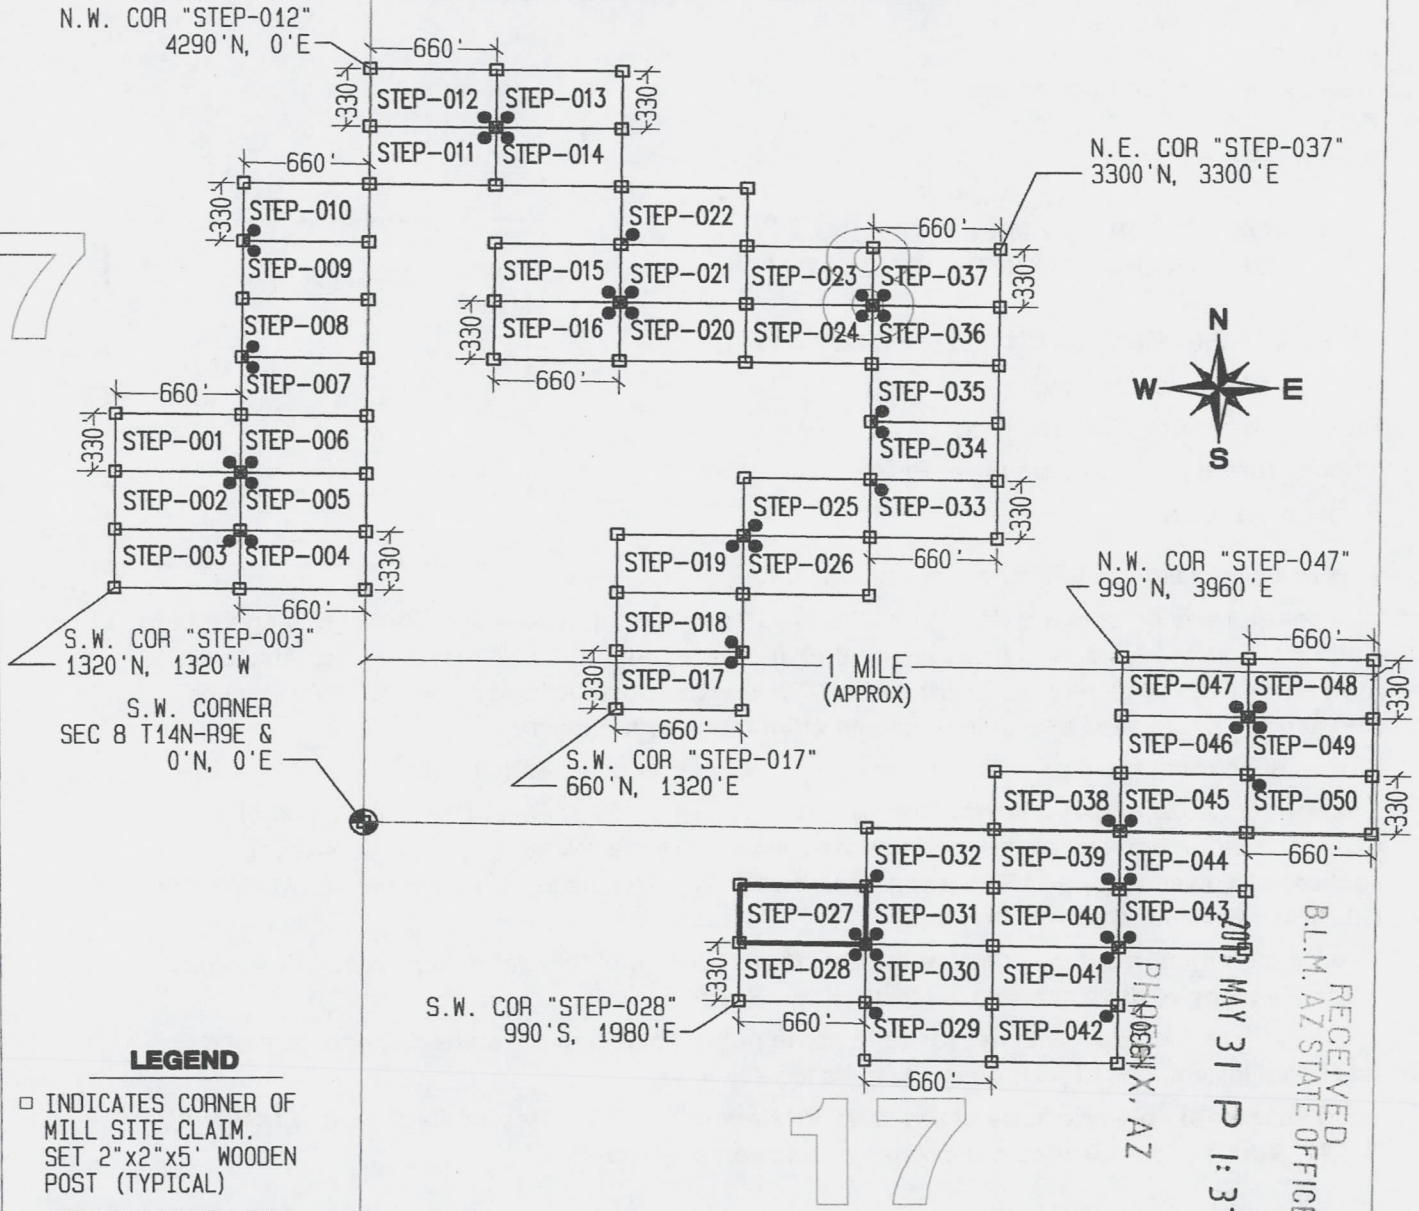 N.W. COR "STEP-012"
4290'N, 0'E
660'
330'
STEP-012
STEP-013
330'
STEP-011
STEP-014
660'
N.E. COR "STEP-037"
3300'N, 3300'E
330'
STEP-010
STEP-022
660'
STEP-009
STEP-015
STEP-021
STEP-023
STEP-037
330'
7
STEP-008
330'
STEP-016
STEP-020
STEP-024
STEP-036
N
W
E
S
660'
STEP-007
660'
STEP-035
330'
STEP-001
STEP-006
STEP-034
STEP-002
STEP-005
STEP-025
STEP-033
330'
STEP-003
STEP-004
330'
STEP-019
STEP-026
660'
N.W. COR "STEP-047"
990'N, 3960'E
660'
STEP-018
S.W. COR "STEP-003"
1320'N, 1320'W
660'
1 MILE
(APPROX)
330'
STEP-017
STEP-047
STEP-048
330'
S.W. CORNER
SEC 8 T14N-R9E &
0'N, 0'E
660'
STEP-046
STEP-049
S.W. COR "STEP-017"
660'N, 1320'E
STEP-038
STEP-045
STEP-050
330'
STEP-032
STEP-039
STEP-044
660'
STEP-027
STEP-031
STEP-040
STEP-043
330'
STEP-028
STEP-030
STEP-041
S.W. COR "STEP-028"
990'S, 1980'E
660'
STEP-029
STEP-042
330'
660'
17
RECEIVED
B.L.M. AZ STATE OFFICE
2013 MAY 31 P 1:
PHOENIX, AZ
LEGEND
□ INDICATES CORNER OF
MILL SITE CLAIM.
SET 2"x2"x5' WOODEN
POST (TYPICAL)